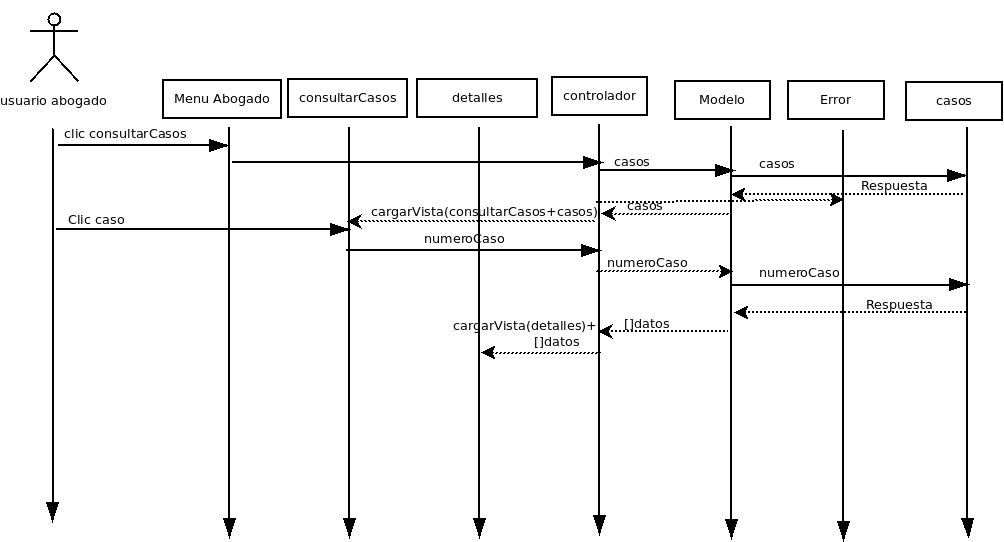 usuario abogado
Menu Abogado
consultarCasos
detalles
controlador
Modelo
Error
casos
clic consultarCasos
casos
casos
Respuesta
casos
cargarVista(consultarCasos+casos)
Clic caso
numeroCaso
numeroCaso
numeroCaso
Respuesta
[]datos
cargarVista(detalles)+
[]datos